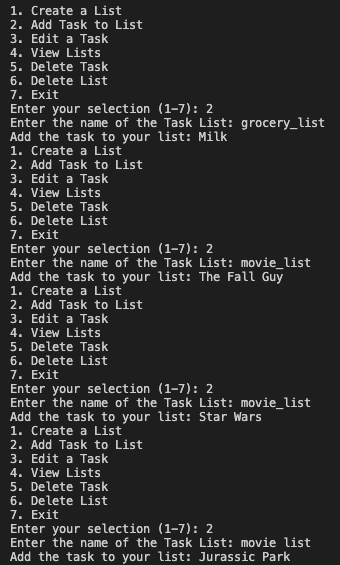 1. Create a List
2. Add Task to List
3. Edit a Task
4. View Lists
5. Delete Task
6. Delete List
7. Exit
Enter your selection (1-7): 2
Enter the name of the Task List: grocery_list
Add the task to your list: Milk
1. Create a List
2. Add Task to List
3. Edit a Task
4. View Lists
5. Delete Task
6. Delete List
7. Exit
Enter your selection (1-7): 2
Enter the name of the Task List: movie_list
Add the task to your list: The Fall Guy
1. Create a List
2. Add Task to List
3. Edit a Task
4. View Lists
5. Delete Task
6. Delete List
7. Exit
Enter your selection (1-7): 2
Enter the name of the Task List: movie_list
Add the task to your list: Star Wars
1. Create a List
2. Add Task to List
3. Edit a Task
4. View Lists
5. Delete Task
6. Delete List
7. Exit
Enter your selection (1-7): 2
Enter the name of the Task List: movie list
Add the task to your list: Jurassic Park